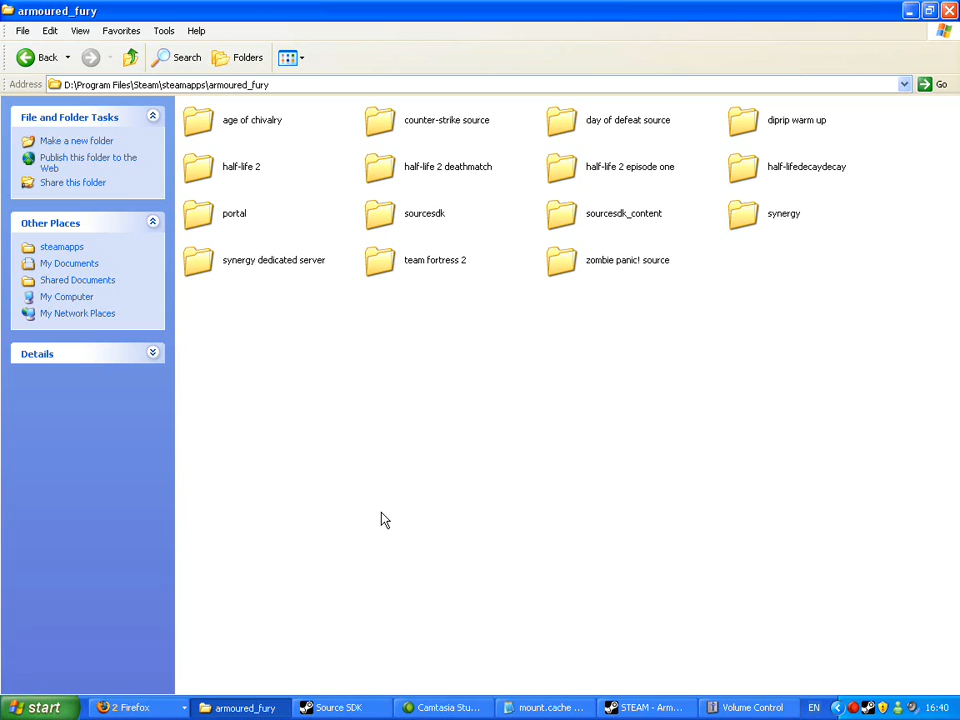 armoured_fury
File Edit View Favorites Tools Help
Back Search Folders
Address D:\Program Files\Steam\steamapps\armoured_fury Go
File and Folder Tasks
Make a new folder
Publish this folder to the
Web
Share this folder
Other Places
steamapps
My Documents
Shared Documents
My Computer
My Network Places
Details
age of chivalry counter-strike source day of defeat source diprip warm up
half-life 2 half-life 2 deathmatch half-life 2 episode one half-lifedecaydecay
portal sourcesdk sourcesdk_content synergy
synergy dedicated server team fortress 2 zombie panic! source
start 2 Firefox armoured_fury Source SDK Camtasia Stu... mount.cache ... STEAM - Arm... Volume Control EN 16:40